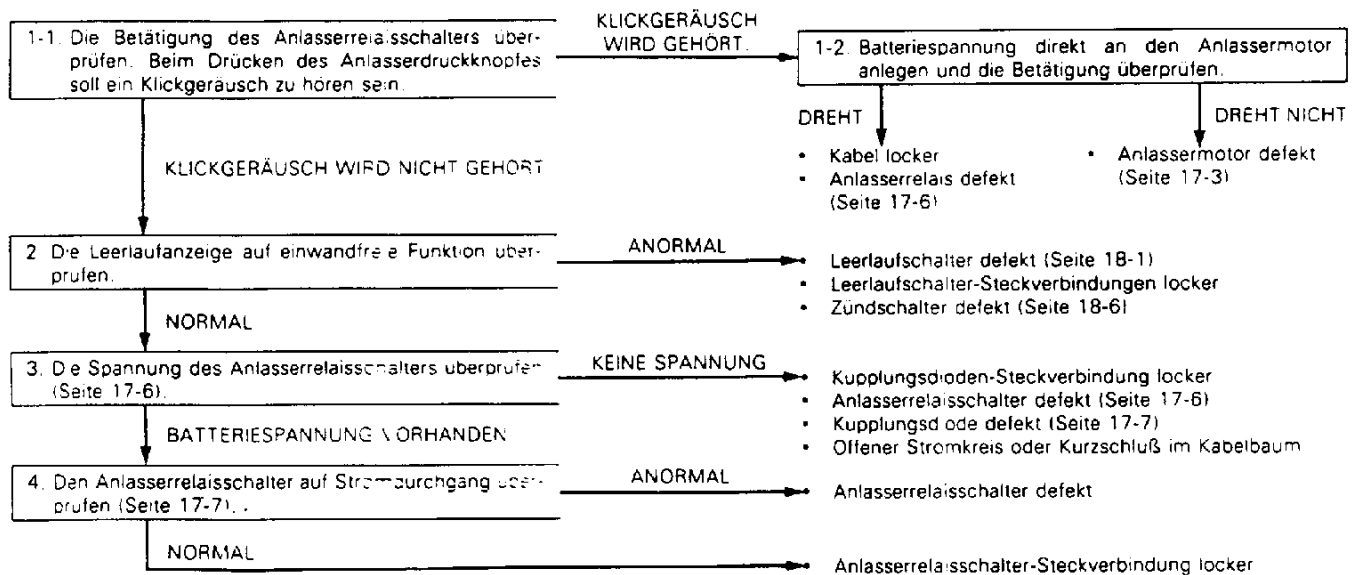 1-1. Die Betätigung des Anlasserrelaisschalters über-
prüfen. Beim Drücken des Anlasserdruckknopfes
soll ein Klickgeräusch zu hören sein.
KLICKGERÄUSCH
WIRD GEHÖRT.
1-2. Batteriespannung direkt an den Anlassermotor
anlegen und die Betätigung überprüfen.
DREHT
DREHT NICHT
• Kabel locker
• Anlasserrelais defekt
(Seite 17-6)
• Anlassermotor defekt
(Seite 17-3)
KLICKGERÄUSCH WIRD NICHT GEHÖRT
2 Die Leerlaufanzeige auf einwandfreie Funktion über-
prüfen.
ANORMAL
• Leerlaufschalter defekt (Seite 18-1)
• Leerlaufschalter-Steckverbindungen locker
• Zündschalter defekt (Seite 18-6)
NORMAL
3. Die Spannung des Anlasserrelaisschalters überprüfen
(Seite 17-6).
KEINE SPANNUNG
• Kupplungsdioden-Steckverbindung locker
• Anlasserrelaisschalter defekt (Seite 17-6)
• Kupplungsdiode defekt (Seite 17-7)
• Offener Stromkreis oder Kurzschluß im Kabelbaum
BATTERIESPANNUNG VORHANDEN
4. Den Anlasserrelaisschalter auf Stromdurchgang über-
prüfen (Seite 17-7).
ANORMAL
• Anlasserrelaisschalter defekt
NORMAL
• Anlasserrelaisschalter-Steckverbindung locker